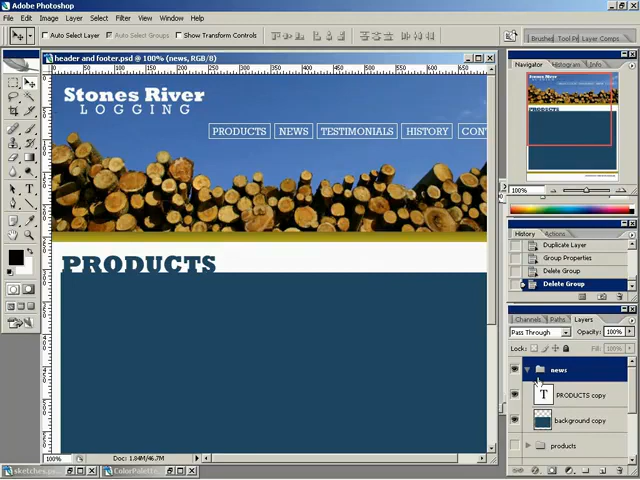 Adobe Photoshop
File Edit Image Layer Select Filter View Window Help
Auto Select Layer Auto Select Groups Show Transform Controls
Brushes Tool Pr Layer Comps
header and footer.psd @ 100% (news, RGB/8)
Stones River
LOGGING
PRODUCTS NEWS TESTIMONIALS HISTORY CON
PRODUCTS
100% Doc: 1.84M/46.7M
Navigator Histogram Info
100%
History Actions
Duplicate Layer
Group Properties
Delete Group
Delete Group
Channels Paths Layers
Pass Through Opacity: 100%
Lock: Fill: 100%
news
T PRODUCTS copy
background copy
products
sketches.ps ColorPalette